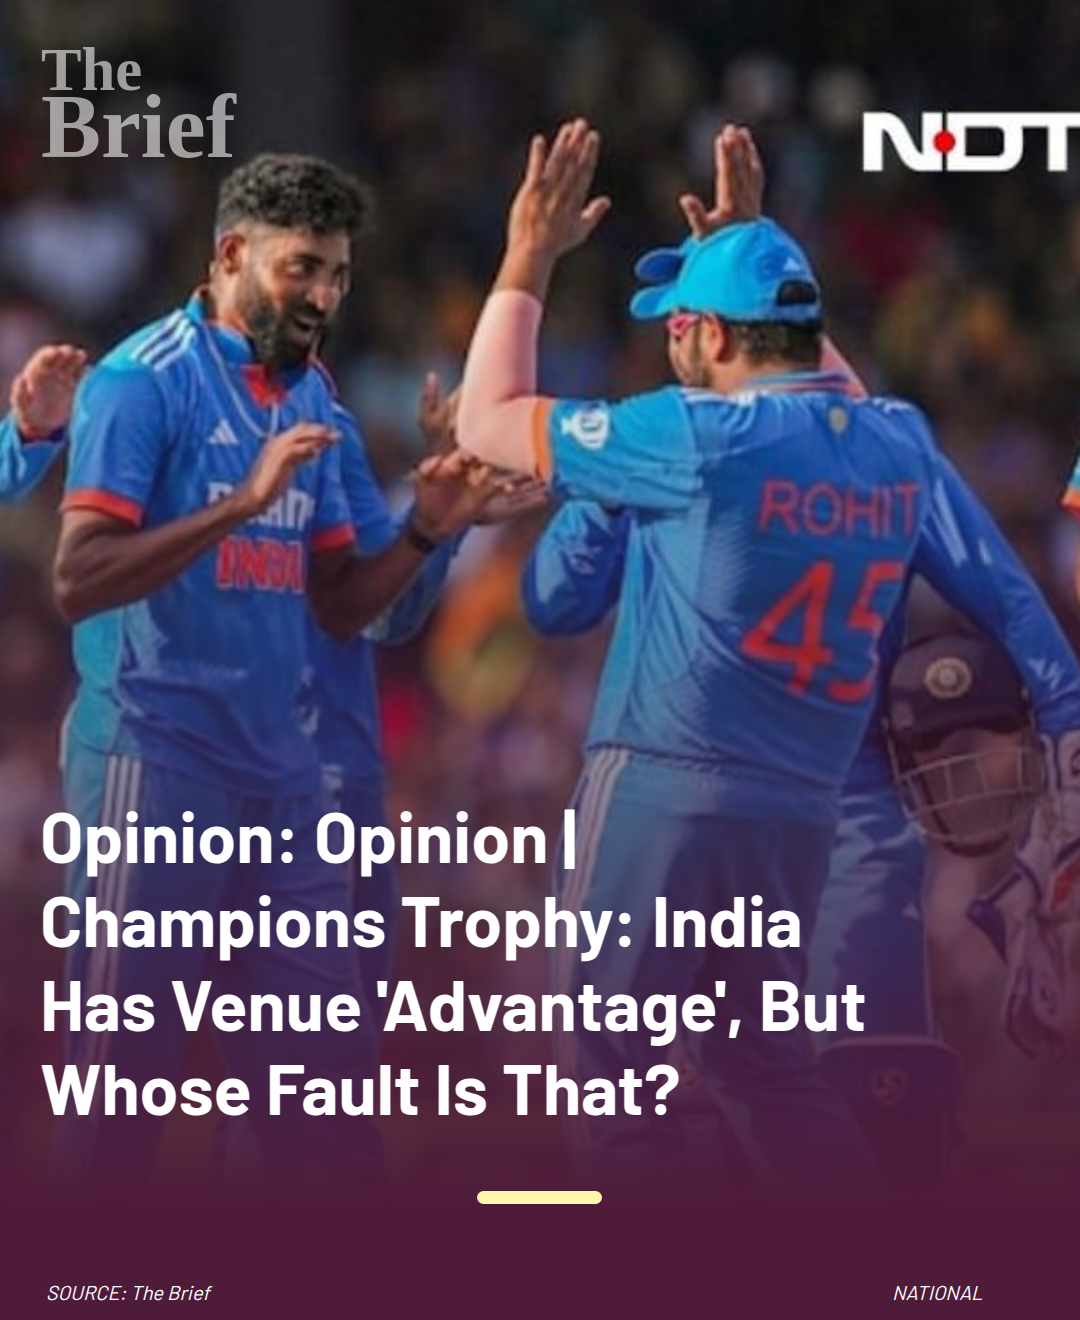 The
Brief
NDT
INDIA
ROHIT
45
Opinion: Opinion |
Champions Trophy: India
Has Venue 'Advantage', But
Whose Fault Is That?
SOURCE: The Brief
NATIONAL